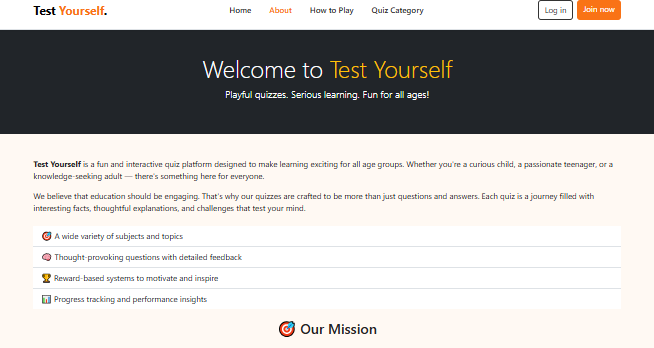 Test Yourself.
Home About How to Play Quiz Category Log in Join now
Welcome to Test Yourself
Playful quizzes. Serious learning. Fun for all ages!
Test Yourself is a fun and interactive quiz platform designed to make learning exciting for all age groups. Whether you're a curious child, a passionate teenager, or a
knowledge-seeking adult — there's something here for everyone.
We believe that education should be engaging. That's why our quizzes are crafted to be more than just questions and answers. Each quiz is a journey filled with
interesting facts, thoughtful explanations, and challenges that test your mind.
🎯 A wide variety of subjects and topics
🧠 Thought-provoking questions with detailed feedback
🏆 Reward-based systems to motivate and inspire
📊 Progress tracking and performance insights
🎯 Our Mission